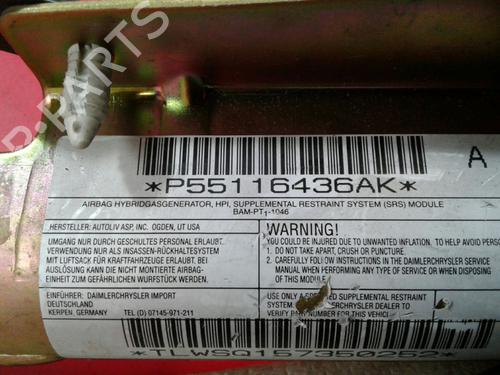 B-PARTS
A
*P55116436AK*
AIRBAG HYBRIDGASGENERATOR, HPI, SUPPLEMENTAL RESTRAINT SYSTEM (SRS) MODULE
BAM-PT1-1046
HERSTELLER: AUTOLIV ASP, INC. OGDEN, UT USA
UMGANG NUR DURCH GESCHULTES PERSONAL ERLAUBT.
VERWENDUNG NUR ALS INSASSEN-RÜCKHALTESYSTEM
MIT LUFTSACK FÜR KRAFTFAHRZEUGE ERLAUBT. BEI
AUSLÖSUNG KANN DIE NICHT MONTIERTE AIRBAG-
EINHEIT ZUM GEFÄHRLICHEN WURFSTÜCK WERDEN.
EINFÜHRER: DAIMLERCHRYSLER IMPORT
DEUTSCHLAND
KERPEN, GERMANY TEL (D) 07145-971-211
WARNING!
YOU COULD BE INJURED DUE TO UNWANTED INFLATION. TO HELP AVOID PERSO
1. DO NOT TAKE APART, CRUSH OR PUNCTURE.
2. CAREFULLY FOLLOW INSTRUCTIONS IN THE DAIMLERCHRYSLER SERVICE
MANUAL WHEN PERFORMING ANY TYPE OF SERVICE OR WHEN DISPOSING
OF THIS MODULE.
USE ONLY A SUPPLEMENTAL RESTRAINT
SYSTEM. CHRYSLER DEALER TO
VERIFY PART NUMBER FOR THIS VEHICLE.
*TLWSQ157350252*